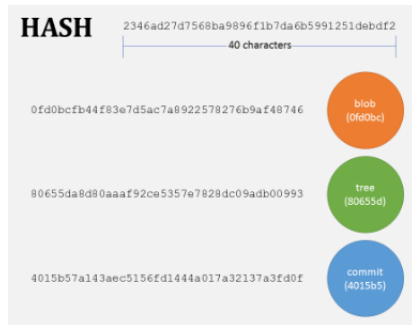 HASH
2346ad27d7568ba9896f1b7da6b5991251debdf2
40 characters
0fd0bcfb44f83e7d5ac7a8922578276b9af48746
blob
(0fd0bc)
80655da8d80aaaf92ce5357e7828dc09adb00993
tree
(80655d)
4015b57a143aec5156fd1444a017a32137a3fd0f
commit
(4015b5)